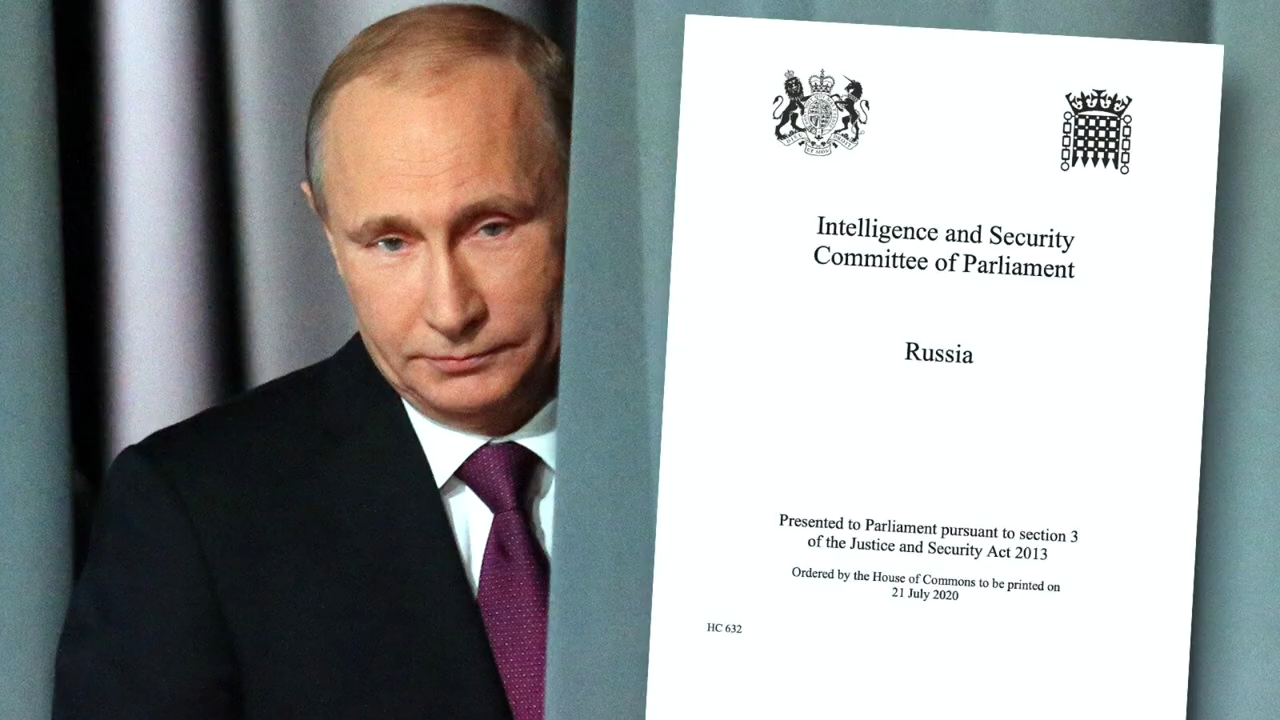 Intelligence and Security
Committee of Parliament
Russia
Presented to Parliament pursuant to section 3
of the Justice and Security Act 2013
Ordered by the House of Commons to be printed on
21 July 2020
HC 632